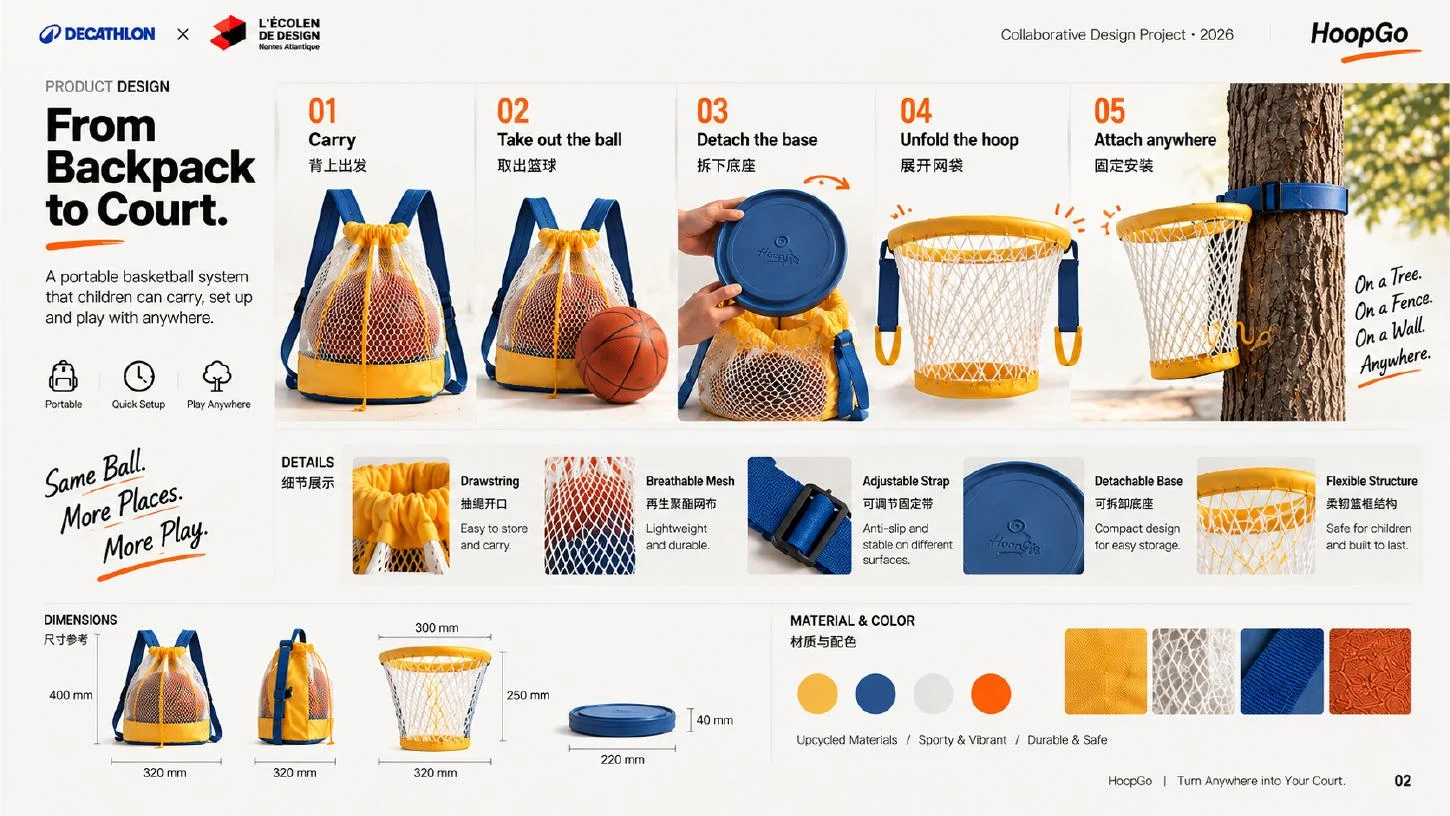 DECATHLON
×
L'ÉCOLEN
DE DESIGN
Nantes Atlantique
Collaborative Design Project • 2026
HoopGo
PRODUCT DESIGN
From
Backpack
to Court.
A portable basketball system
that children can carry, set up
and play with anywhere.
Portable
Quick Setup
Play Anywhere
01
Carry
背上出发
02
Take out the ball
取出篮球
03
Detach the base
拆下底座
HoopGo
04
Unfold the hoop
展开网袋
05
Attach anywhere
固定安装
On a Tree.
On a Fence.
On a Wall.
Anywhere.
Same Ball.
More Places.
More Play.
DETAILS
细节展示
Drawstring
抽绳开口
Easy to store
and carry.
Breathable Mesh
再生聚酯网布
Lightweight
and durable.
Adjustable Strap
可调节固定带
Anti-slip and
stable on different
surfaces.
HoopGo
Detachable Base
可拆卸底座
Compact design
for easy storage.
Flexible Structure
柔韧篮框结构
Safe for children
and built to last.
DIMENSIONS
尺寸参考
400 mm
320 mm
320 mm
300 mm
250 mm
320 mm
40 mm
220 mm
MATERIAL & COLOR
材质与配色
Upcycled Materials / Sporty & Vibrant / Durable & Safe
HoopGo | Turn Anywhere into Your Court.
02